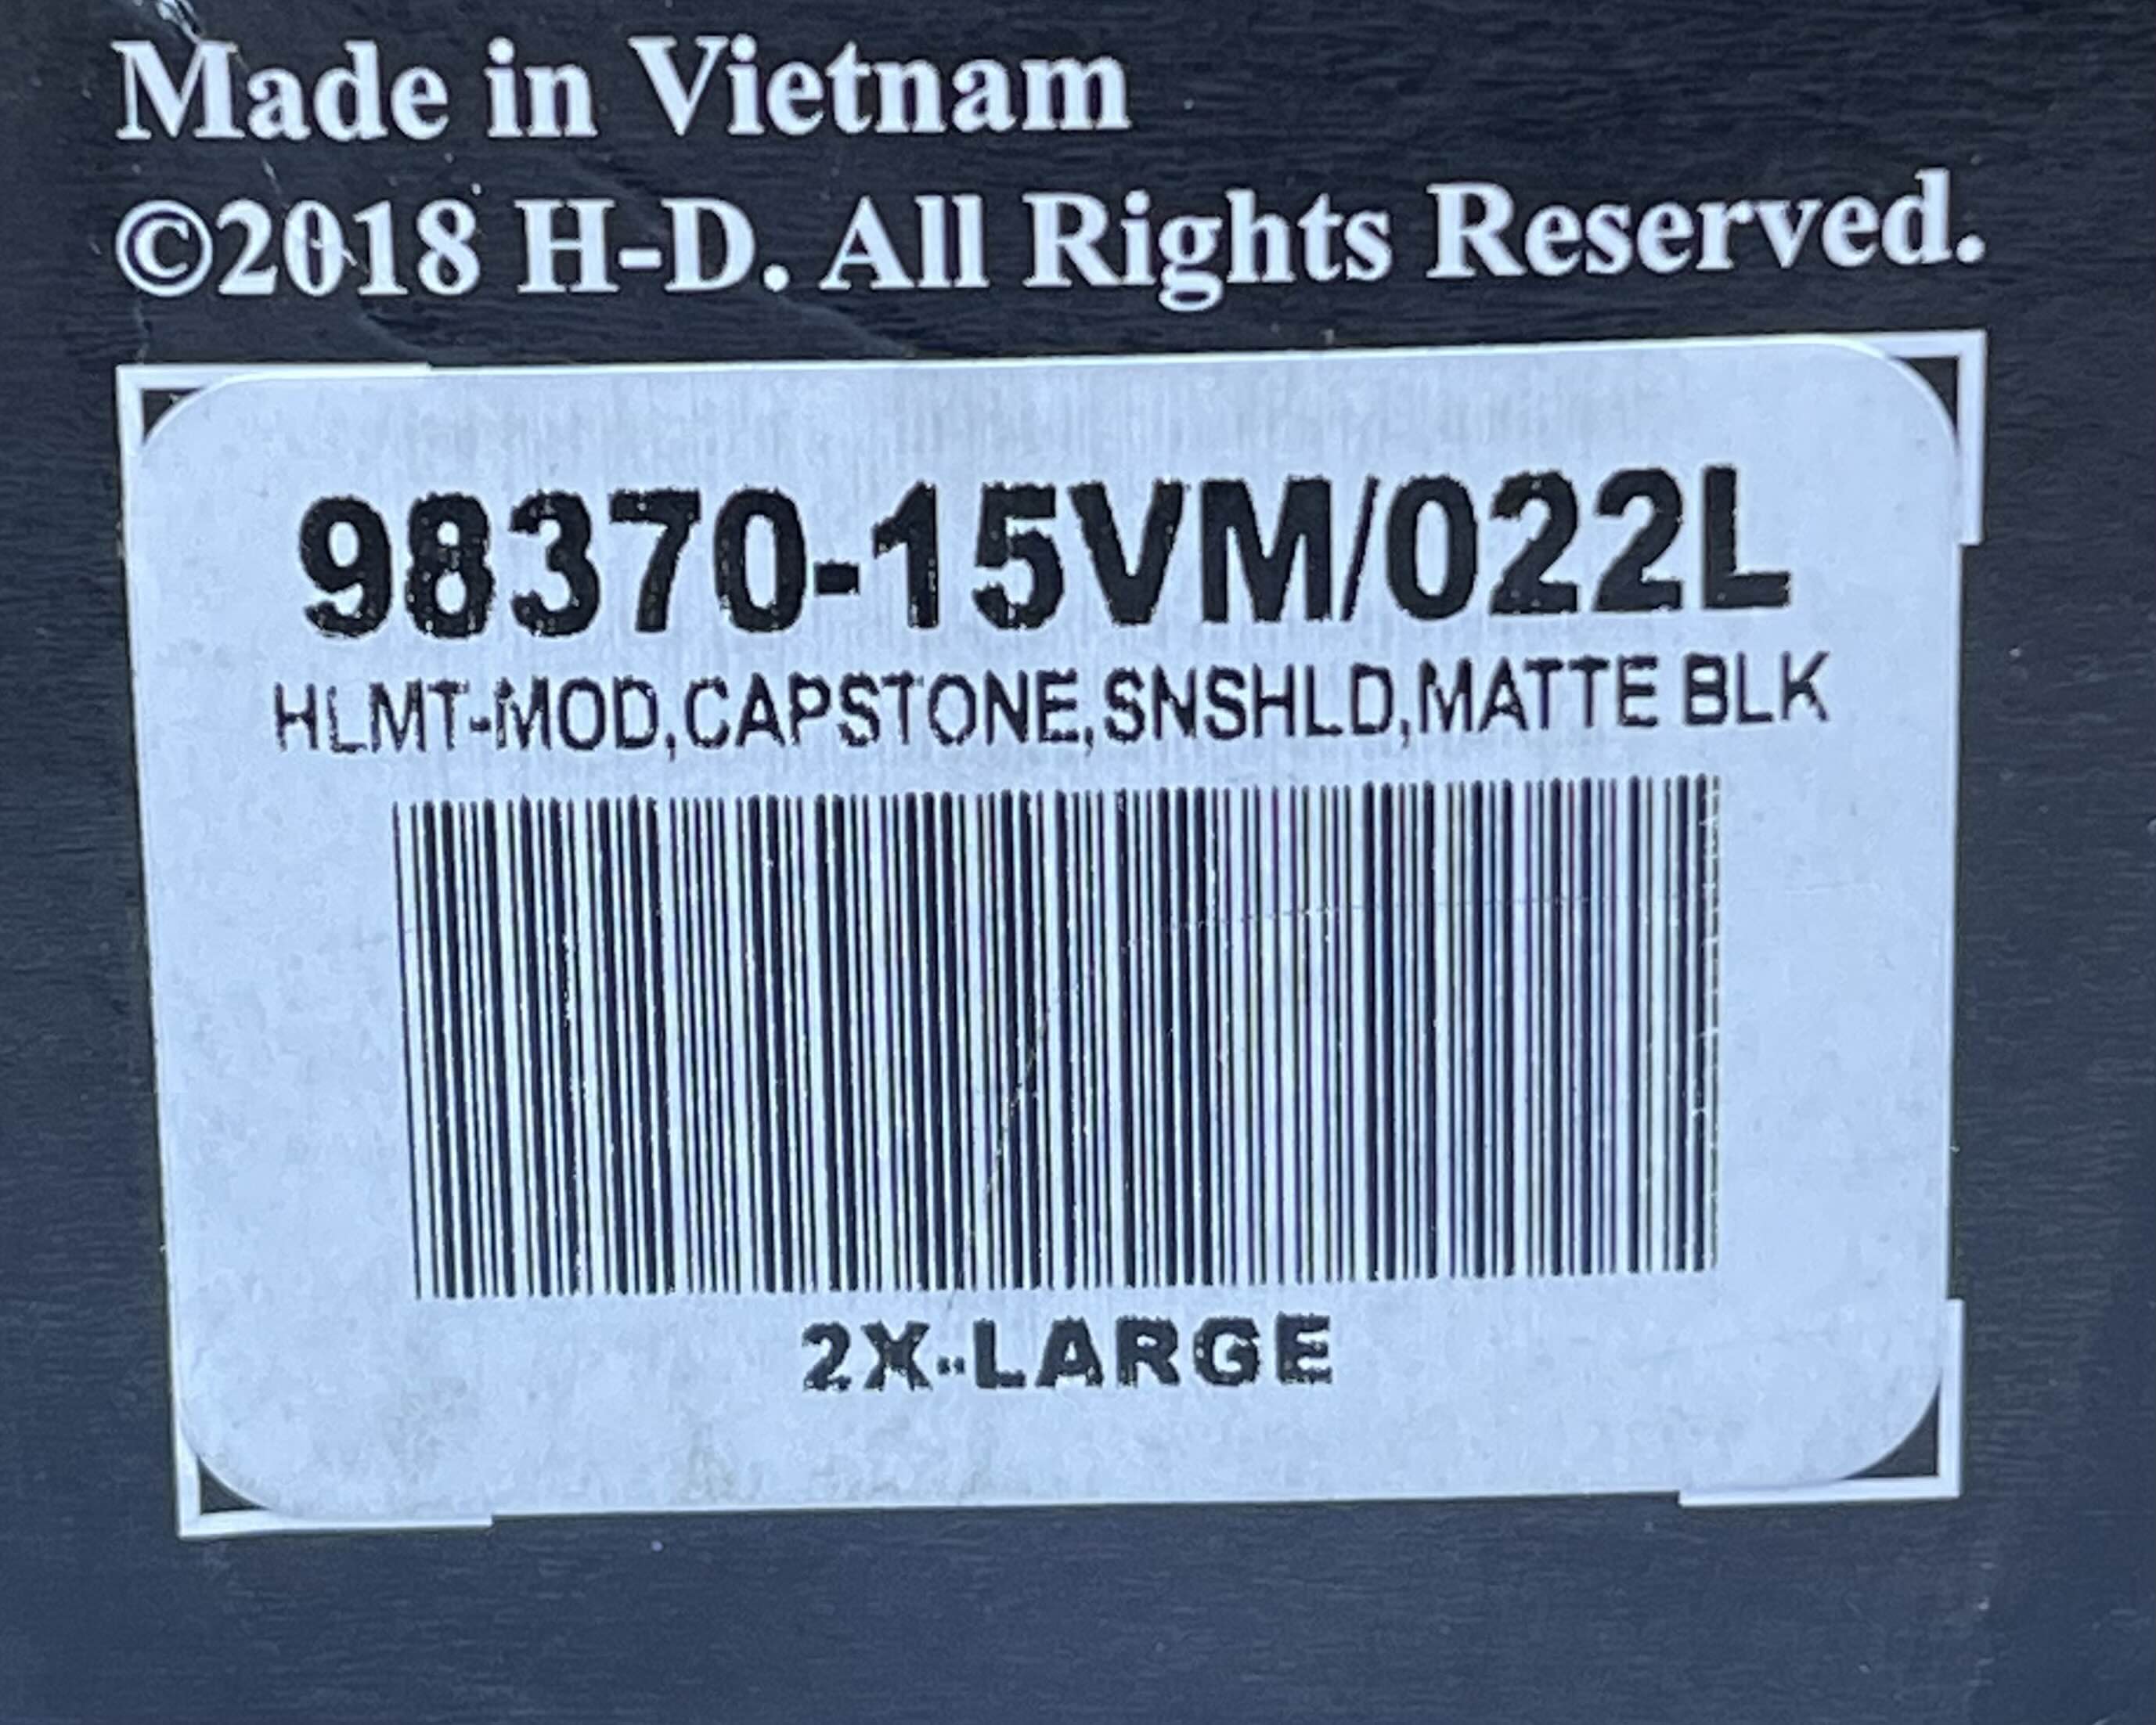 Made in Vietnam
©2018 H-D. All Rights Reserved.
98370-15VM/022L
HLMT-MOD,CAPSTONE,SNSHLD,MATTE BLK
2X-LARGE